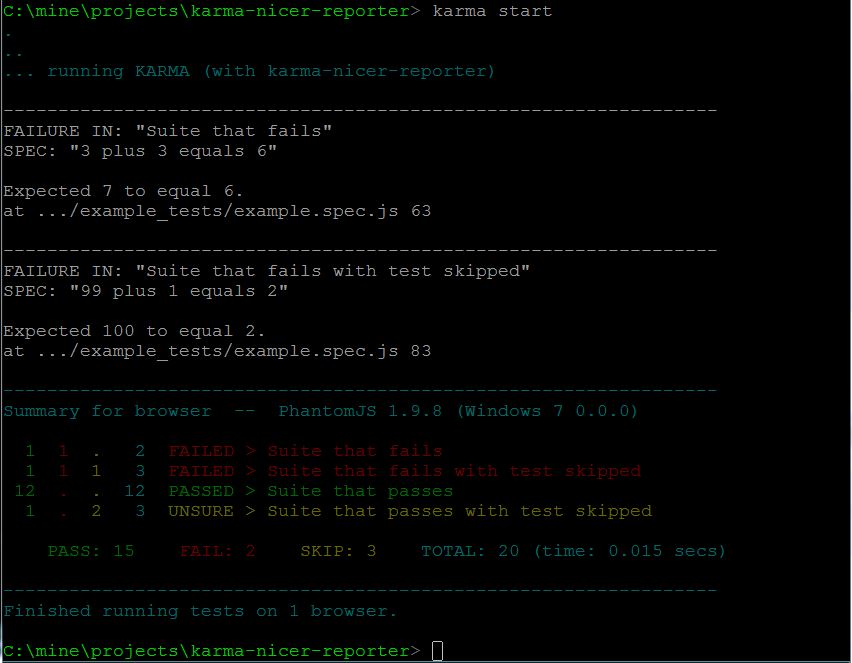 C:\mine\projects\karma-nicer-reporter> karma start
.
..
... running KARMA (with karma-nicer-reporter)
-----------------------------------------------------------------
FAILURE IN: "Suite that fails"
SPEC: "3 plus 3 equals 6"
Expected 7 to equal 6.
at .../example_tests/example.spec.js 63
-----------------------------------------------------------------
FAILURE IN: "Suite that fails with test skipped"
SPEC: "99 plus 1 equals 2"
Expected 100 to equal 2.
at .../example_tests/example.spec.js 83
-----------------------------------------------------------------
Summary for browser  --  PhantomJS 1.9.8 (Windows 7 0.0.0)
1  1  .   2  FAILED > Suite that fails
1  1  1   3  FAILED > Suite that fails with test skipped
12  .  .  12  PASSED > Suite that passes
1  .  2   3  UNSURE > Suite that passes with test skipped
PASS: 15    FAIL: 2    SKIP: 3    TOTAL: 20 (time: 0.015 secs)
-----------------------------------------------------------------
Finished running tests on 1 browser.
C:\mine\projects\karma-nicer-reporter>